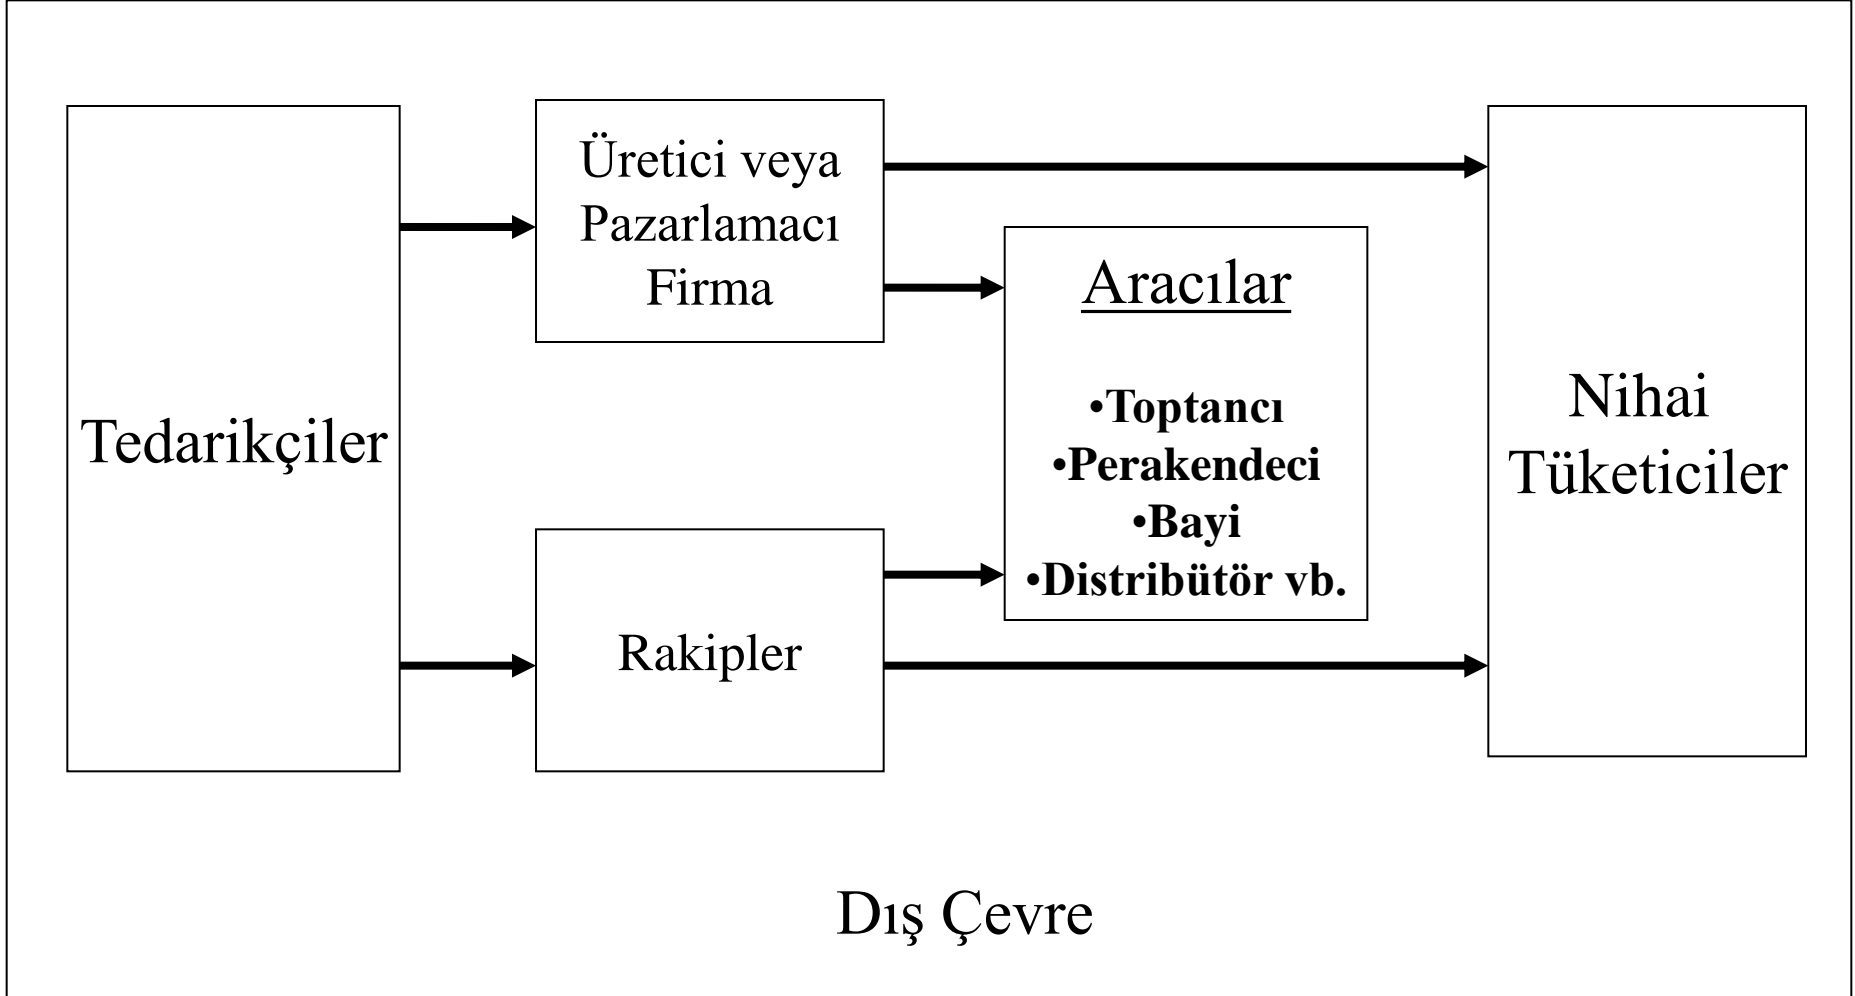 Tedarikçiler
Üretici veya
Pazarlamacı
Firma
Aracılar
•Toptancı
•Perakendeci
•Bayi
•Distribütör vb.
Rakipler
Nihai
Tüketiciler
Dış Çevre